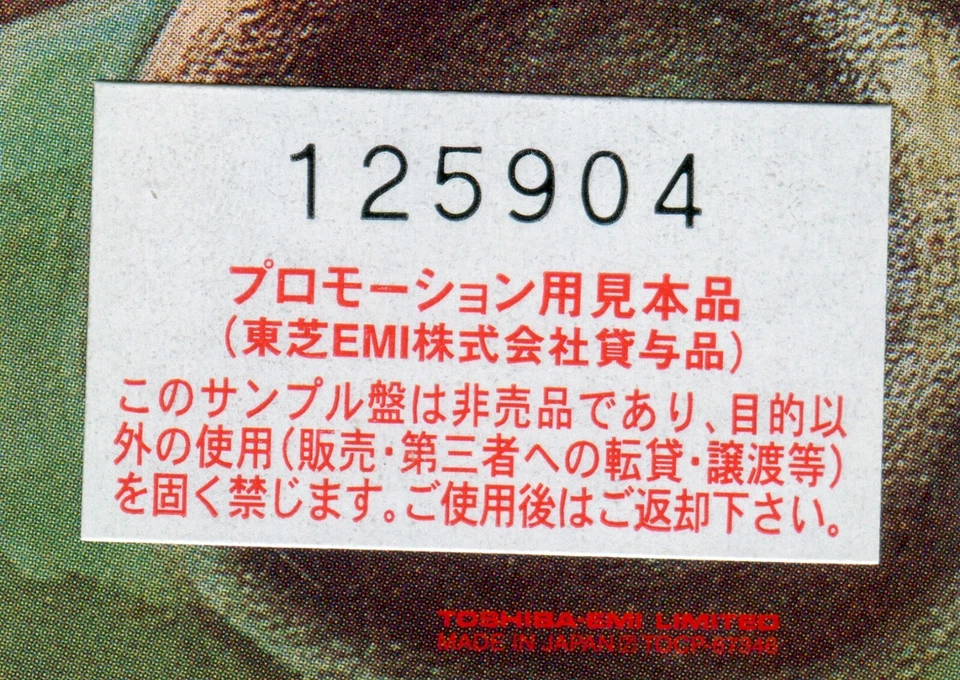 125904
プロモーション用見本品
(東芝EMI株式会社貸与品)
このサンプル盤は非売品であり、目的以
外の使用(販売・第三者への転貸・譲渡等)
を固く禁じます。ご使用後はご返却下さい。
TOSHIBA-EMI LIMITED
MADE IN JAPAN Ⓟ TOCP-67346